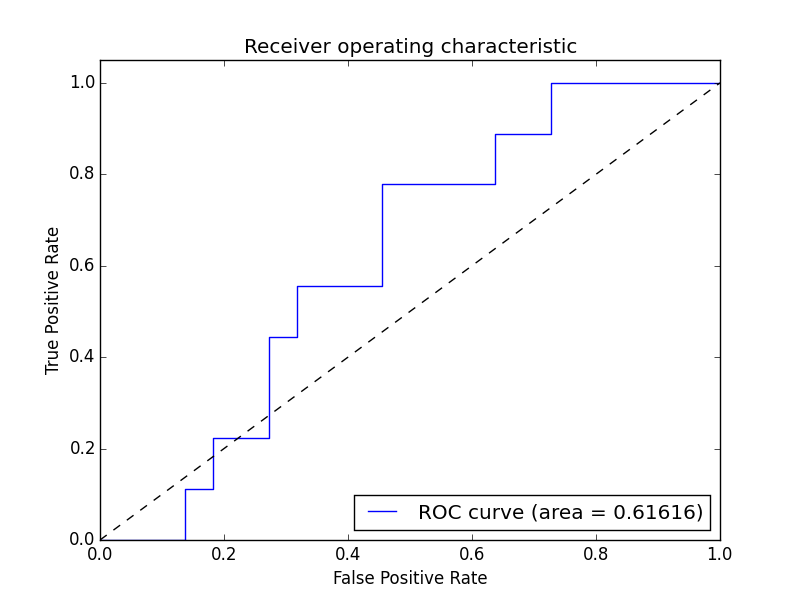 Receiver operating characteristic
1.0
0.8
0.6
0.4
0.2
0.0
True Positive Rate
ROC curve (area = 0.61616)
0.0 0.2 0.4 0.6 0.8 1.0
False Positive Rate